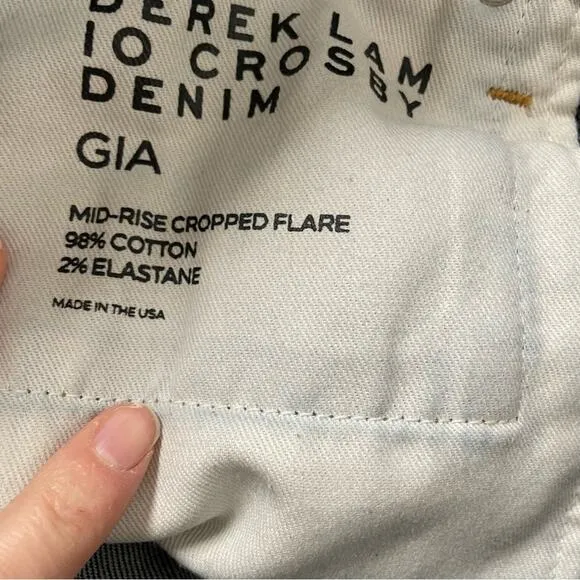 DEREK LAM
10 CROSBY
DENIM
GIA
MID-RISE CROPPED FLARE
98% COTTON
2% ELASTANE
MADE IN THE USA